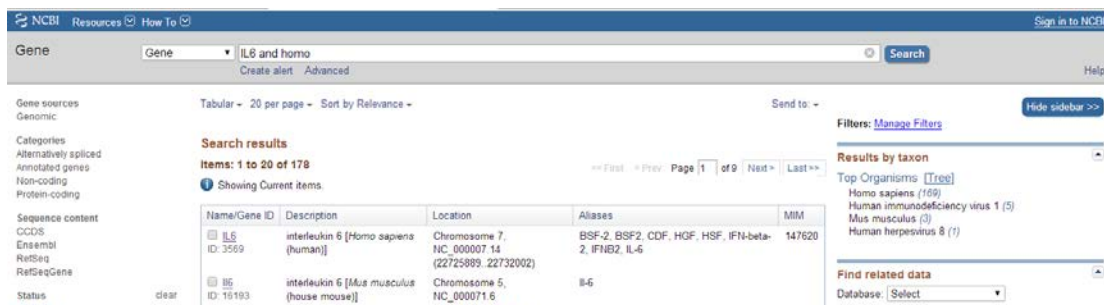 NCBI Resources How To Sign in to NCBI
Gene Gene IL6 and homo Search
Create alert Advanced Help
Gene sources
Genomic
Categories
Alternatively spliced
Annotated genes
Non-coding
Protein-coding
Sequence content
CCDS
Ensembl
RefSeq
RefSeqGene
Status clear
Tabular 20 per page Sort by Relevance Send to:
Search results
Items: 1 to 20 of 178
<< First < Prev Page 1 of 9 Next > Last >>
Showing Current items.
Name/Gene ID Description Location Aliases MIM
IL6 interleukin 6 [Homo sapiens Chromosome 7, BSF-2, BSF2, CDF, HGF, HSF, IFN-beta- 147620
ID: 3569 (human)] NC_000007.14 2, IFNB2, IL-6
(22725889..22732002)
Il6 interleukin 6 [Mus musculus Chromosome 5, Il-6
ID: 16193 (house mouse)] NC_000071.6
Hide sidebar >>
Filters: Manage Filters
Results by taxon
Top Organisms [Tree]
Homo sapiens (169)
Human immunodeficiency virus 1 (5)
Mus musculus (3)
Human herpesvirus 8 (1)
Find related data
Database: Select